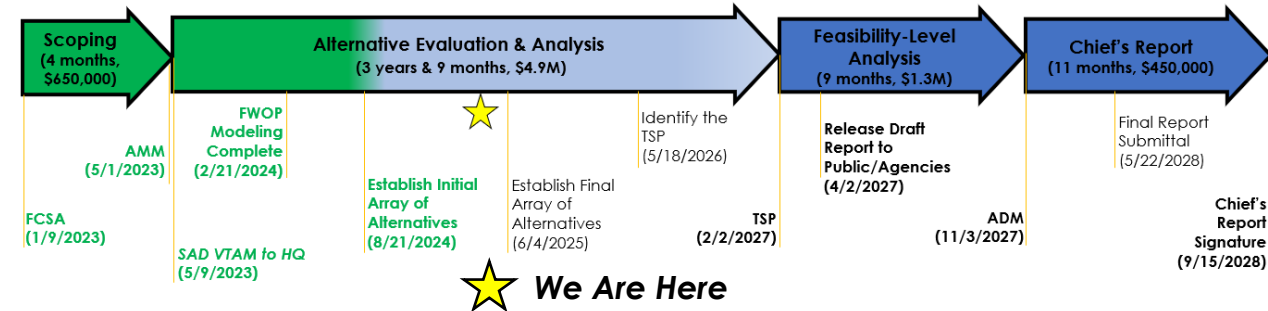 Scoping
(4 months,
$650,000)
Alternative Evaluation & Analysis
(3 years & 9 months, $4.9M)
Feasibility-Level
Analysis
(9 months, $1.3M)
Chief's Report
(11 months, $450,000)
FCSA
(1/9/2023)
AMM
(5/1/2023)
SAD VTAM to HQ
(5/9/2023)
FWOP
Modeling
Complete
(2/21/2024)
Establish Initial
Array of
Alternatives
(8/21/2024)
Establish Final
Array of
Alternatives
(6/4/2025)
Identify the
TSP
(5/18/2026)
TSP
(2/2/2027)
Release Draft
Report to
Public/Agencies
(4/2/2027)
ADM
(11/3/2027)
Final Report
Submittal
(5/22/2028)
Chief's
Report
Signature
(9/15/2028)
We Are Here